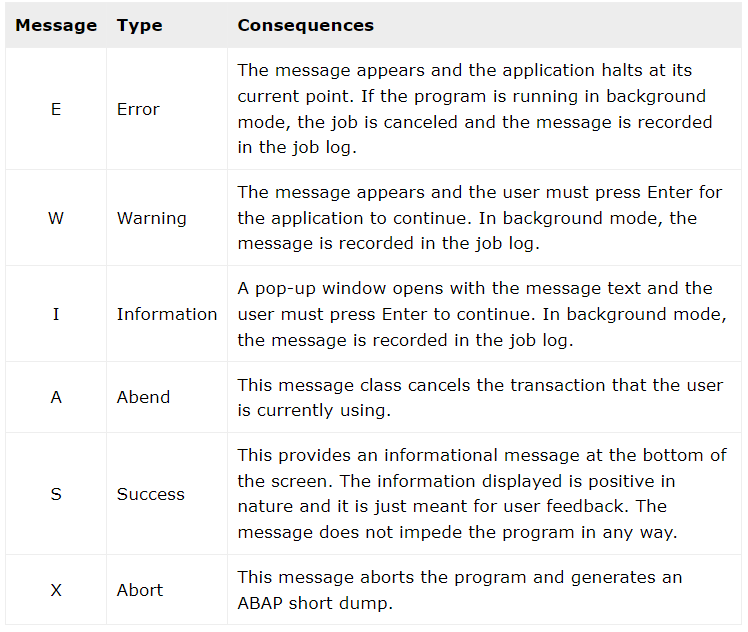 Message Type Consequences
E Error The message appears and the application halts at its
current point. If the program is running in background
mode, the job is canceled and the message is recorded
in the job log.
W Warning The message appears and the user must press Enter for
the application to continue. In background mode, the
message is recorded in the job log.
I Information A pop-up window opens with the message text and the
user must press Enter to continue. In background mode,
the message is recorded in the job log.
A Abend This message class cancels the transaction that the user
is currently using.
S Success This provides an informational message at the bottom of
the screen. The information displayed is positive in
nature and it is just meant for user feedback. The
message does not impede the program in any way.
X Abort This message aborts the program and generates an
ABAP short dump.